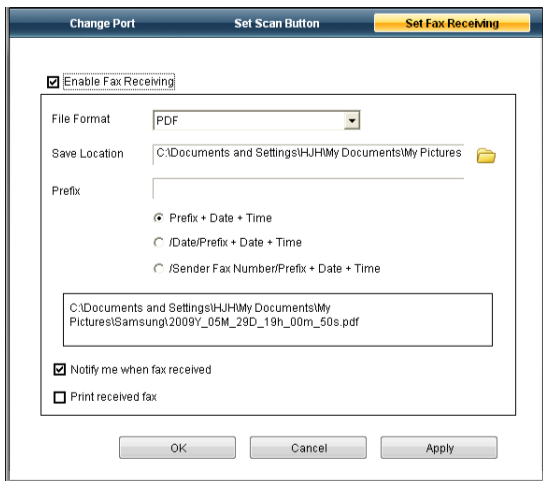 Change Port Set Scan Button Set Fax Receiving
Enable Fax Receiving
File Format PDF
Save Location C:\Documents and Settings\HJH\My Documents\My Pictures
Prefix
Prefix + Date + Time
/Date/Prefix + Date + Time
/Sender Fax Number/Prefix + Date + Time
C:\Documents and Settings\HJH\My Documents\My
Pictures\Samsung\2009Y_05M_29D_19h_00m_50s.pdf
Notify me when fax received
Print received fax
OK Cancel Apply